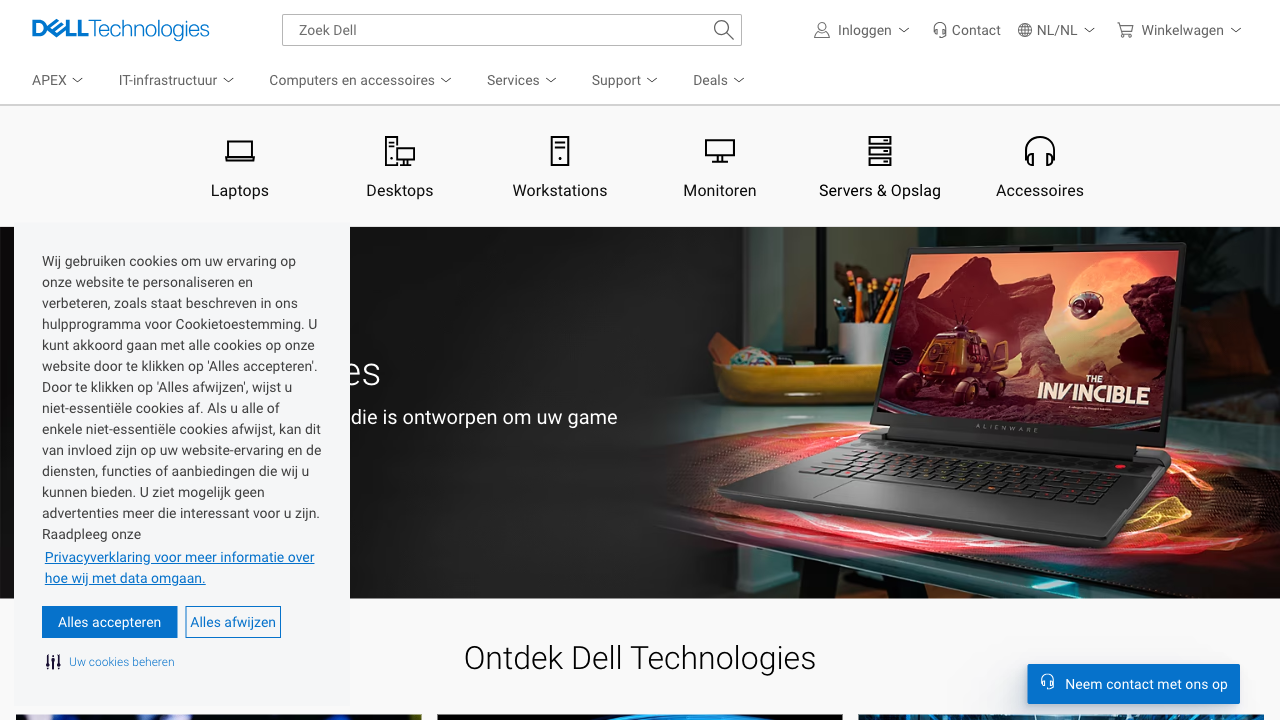 DELLTechnologies
Zoek Dell
Inloggen
Contact
NL/NL
Winkelwagen
APEX
IT-infrastructuur
Computers en accessoires
Services
Support
Deals
Laptops
Desktops
Workstations
Monitoren
Servers & Opslag
Accessoires
Wij gebruiken cookies om uw ervaring op
onze website te personaliseren en
verbeteren, zoals staat beschreven in ons
hulpprogramma voor Cookietoestemming. U
kunt akkoord gaan met alle cookies op onze
website door te klikken op 'Alles accepteren'.
Door te klikken op 'Alles afwijzen', wijst u
niet-essentiële cookies af. Als u alle of
enkele niet-essentiële cookies afwijst, kan dit
van invloed zijn op uw website-ervaring en de
diensten, functies of aanbiedingen die wij u
kunnen bieden. U ziet mogelijk geen
advertenties meer die interessant voor u zijn.
Raadpleeg onze
Privacyverklaring voor meer informatie over
hoe wij met data omgaan.
Alles accepteren
Alles afwijzen
Uw cookies beheren
es
die is ontworpen om uw game
THE
INVINCIBLE
ALIENWARE
Ontdek Dell Technologies
Neem contact met ons op